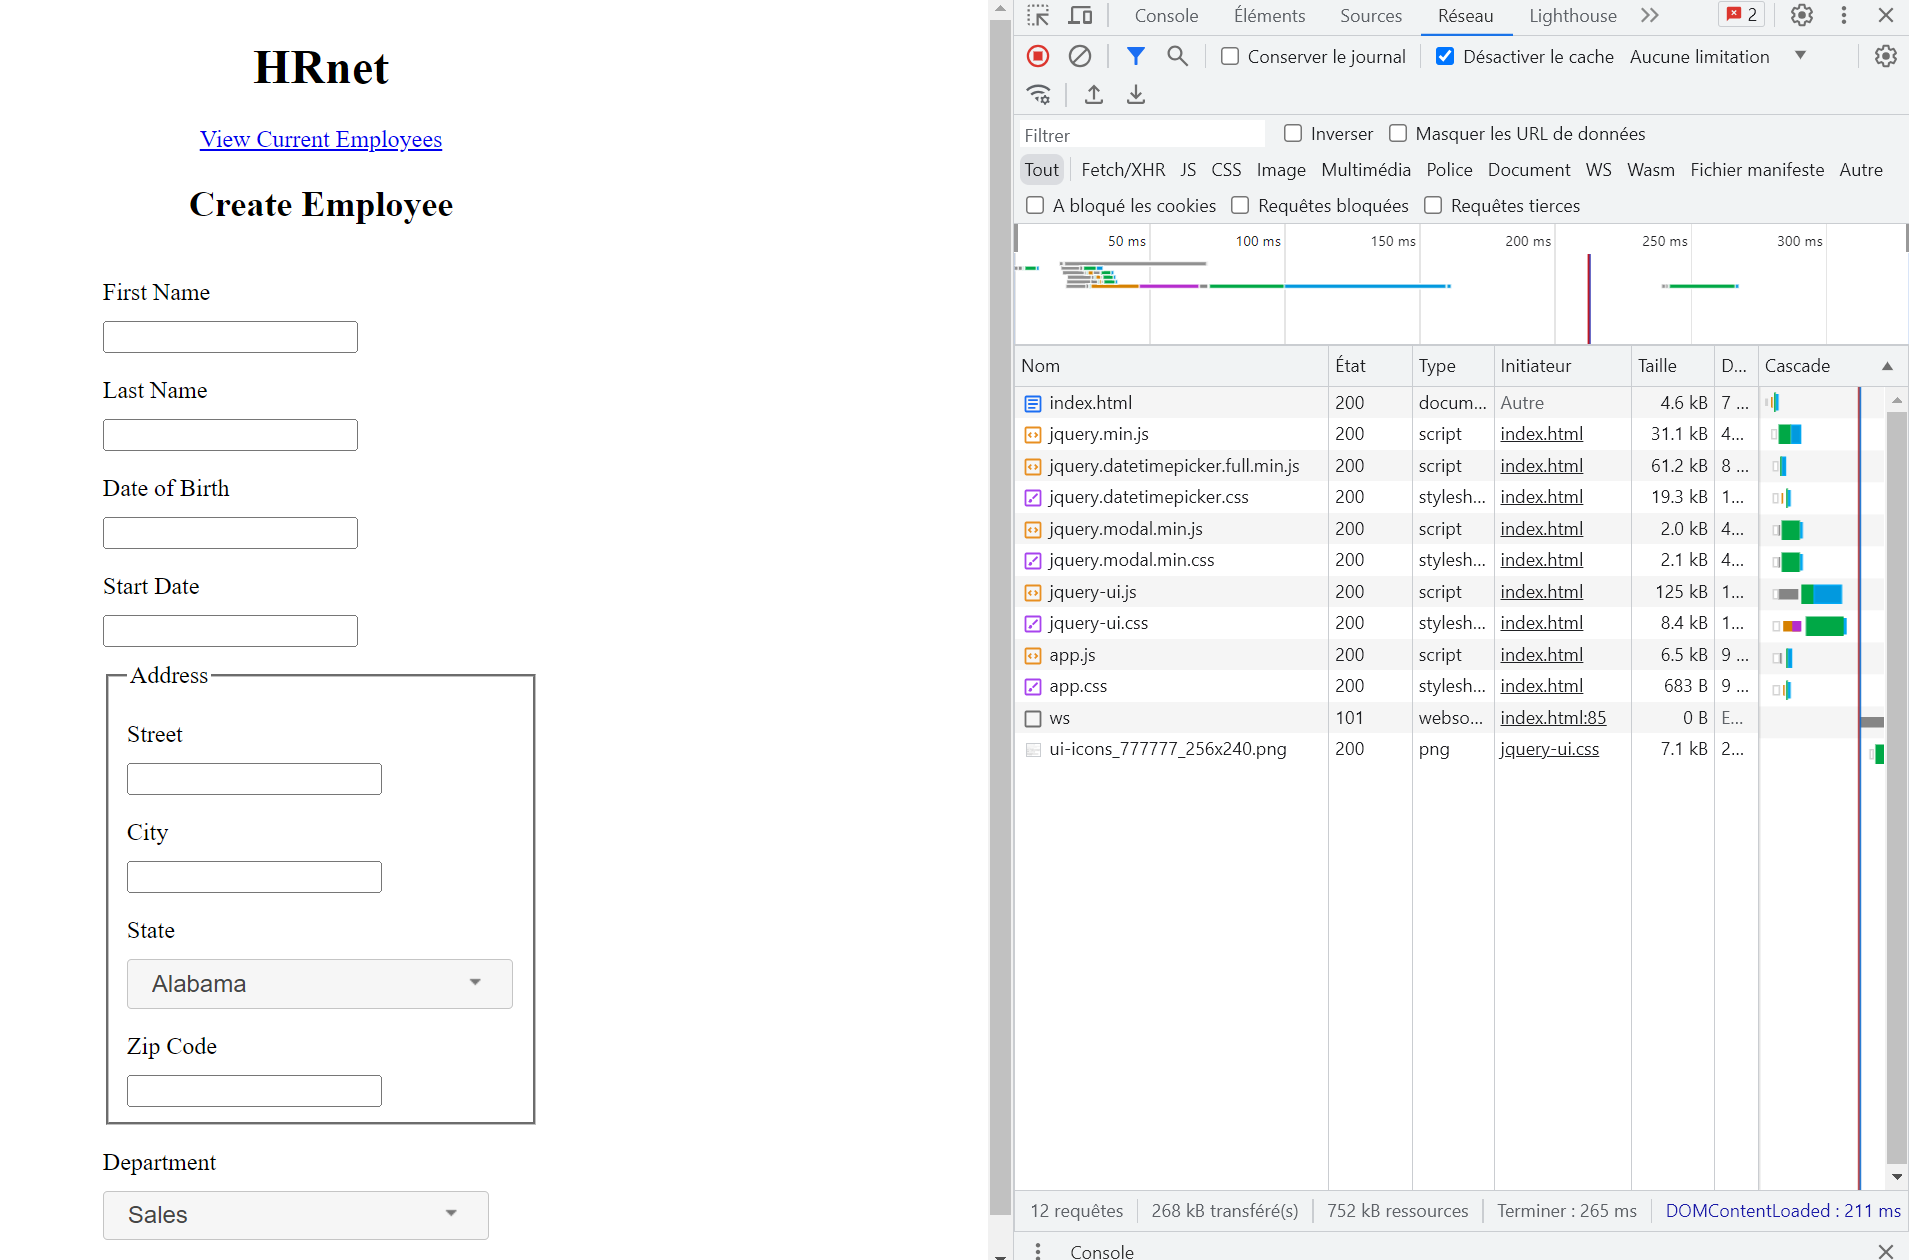 HRnet
View Current Employees
Create Employee
First Name
Last Name
Date of Birth
Start Date
Address
Street
City
State
Alabama
Zip Code
Department
Sales
Console Éléments Sources Réseau Lighthouse 2
Conserver le journal Désactiver le cache Aucune limitation
Filtrer Inverser Masquer les URL de données
Tout Fetch/XHR JS CSS Image Multimédia Police Document WS Wasm Fichier manifeste Autre
A bloqué les cookies Requêtes bloquées Requêtes tierces
50 ms 100 ms 150 ms 200 ms 250 ms 300 ms
Nom État Type Initiateur Taille D... Cascade
index.html 200 docum... Autre 4.6 kB 7 ...
jquery.min.js 200 script index.html 31.1 kB 4...
jquery.datetimepicker.full.min.js 200 script index.html 61.2 kB 8 ...
jquery.datetimepicker.css 200 stylesh... index.html 19.3 kB 1...
jquery.modal.min.js 200 script index.html 2.0 kB 4...
jquery.modal.min.css 200 stylesh... index.html 2.1 kB 4...
jquery-ui.js 200 script index.html 125 kB 1...
jquery-ui.css 200 stylesh... index.html 8.4 kB 1...
app.js 200 script index.html 6.5 kB 9 ...
app.css 200 stylesh... index.html 683 B 9 ...
ws 101 webso... index.html:85 0 B E...
ui-icons_777777_256x240.png 200 png jquery-ui.css 7.1 kB 2...
12 requêtes 268 kB transféré(s) 752 kB ressources Terminer : 265 ms DOMContentLoaded : 211 ms
Console